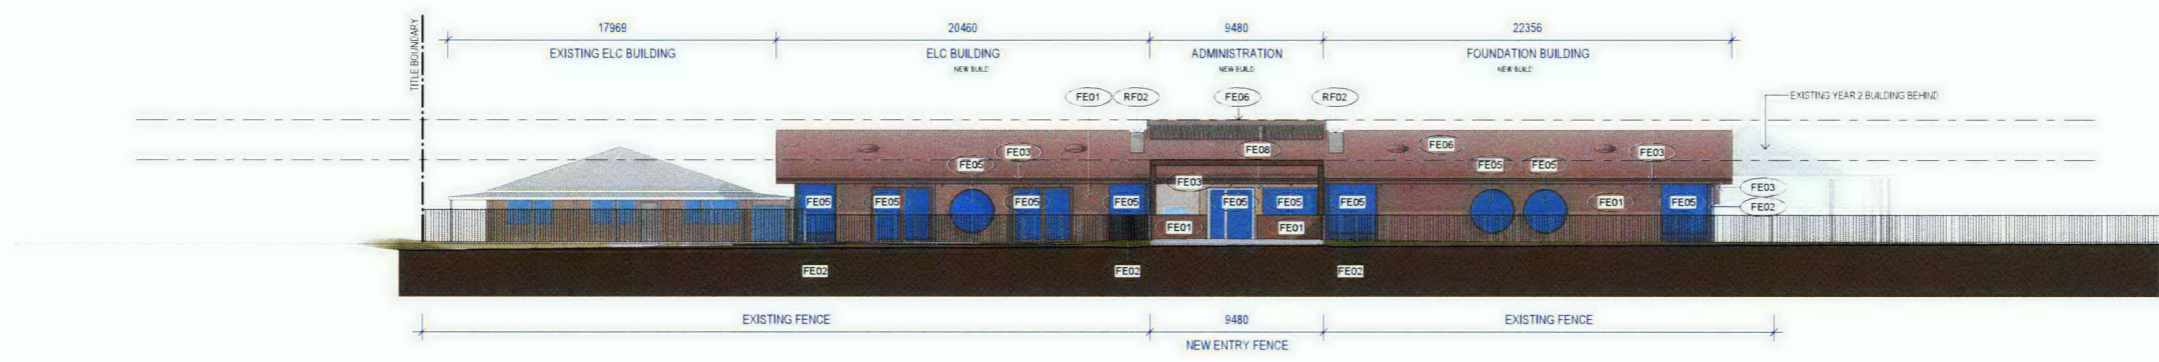 TITLE BOUNDARY
17969
20460
9480
22356
EXISTING ELC BUILDING
ELC BUILDING
ADMINISTRATION
FOUNDATION BUILDING
NEW BUILD
NEW BUILD
NEW BUILD
FE01
RF02
FE06
RF02
EXISTING YEAR 2 BUILDING BEHIND
FE05
FE03
FE08
FE06
FE05
FE05
FE03
FE03
FE03
FE05
FE05
FE05
FE05
FE05
FE05
FE05
FE01
FE05
FE02
FE01
FE01
FE02
FE02
FE02
EXISTING FENCE
9480
EXISTING FENCE
NEW ENTRY FENCE